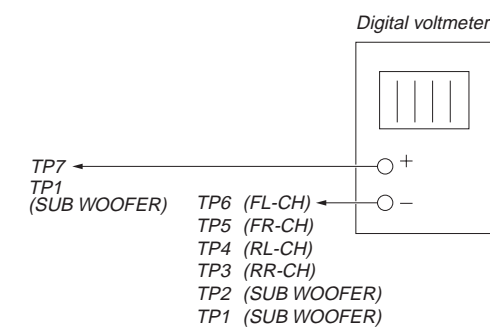 Digital voltmeter
TP7
+
TP1
(SUB WOOFER)
TP6 (FL-CH)
–
TP5 (FR-CH)
TP4 (RL-CH)
TP3 (RR-CH)
TP2 (SUB WOOFER)
TP1 (SUB WOOFER)